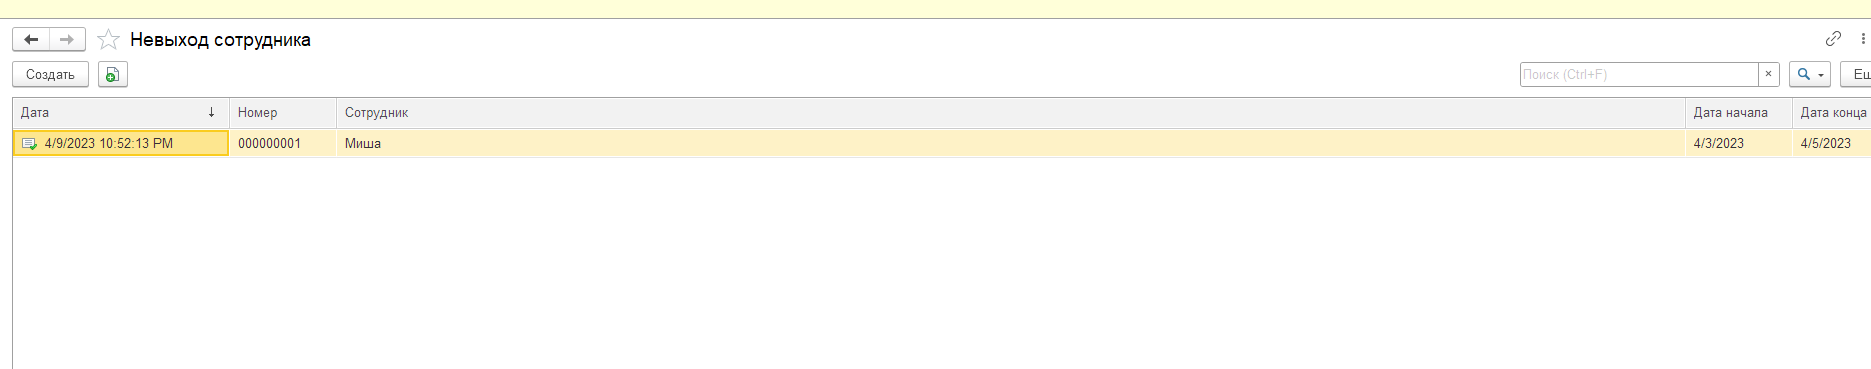 Невыход сотрудника
Создать
Поиск (Ctrl+F)
×
Ещ
Дата ↓ Номер Сотрудник Дата начала Дата конца
4/9/2023 10:52:13 PM 000000001 Миша 4/3/2023 4/5/2023